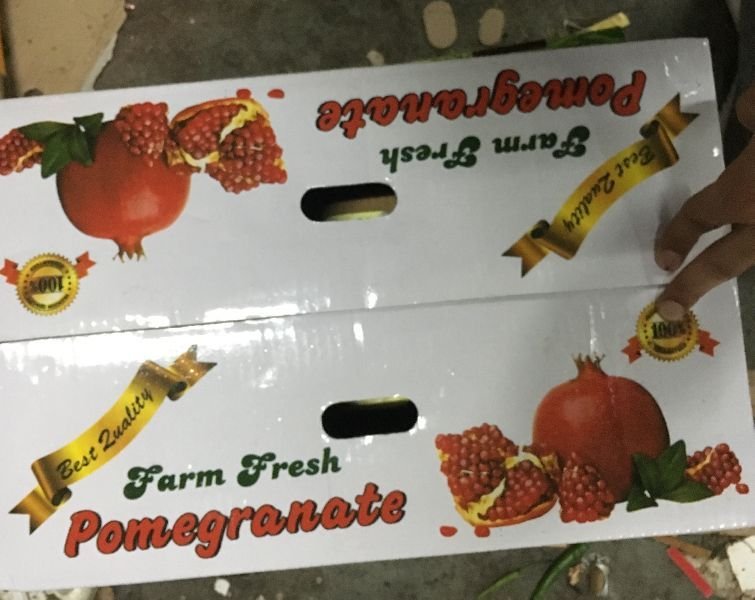 Pomegranate
Farm Fresh
Best Quality
100%
100%
Best Quality
Farm Fresh
Pomegranate